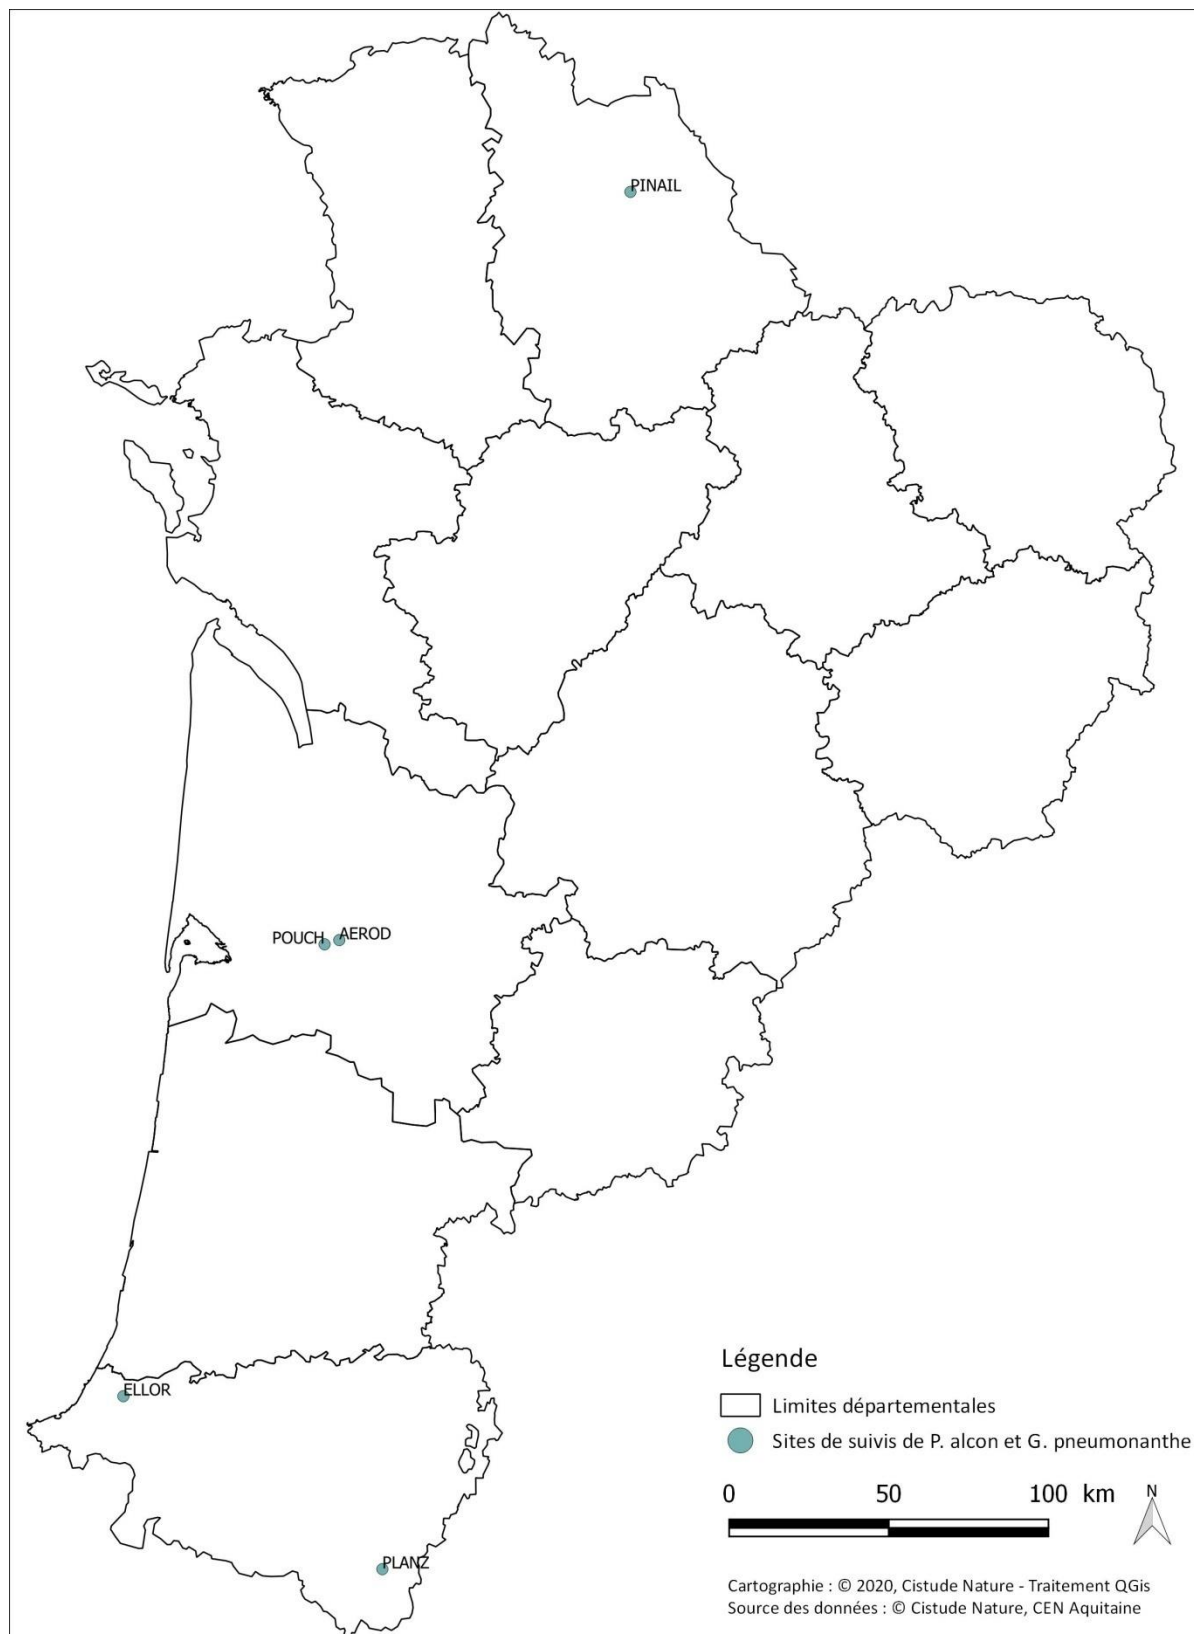 PINAIL
POUCH
AEROD
ELLOR
PLANZ
Légende
Limites départementales
Sites de suivis de P. alcon et G. pneumonanthe
0 50 100 km
N
Cartographie : © 2020, Cistude Nature - Traitement QGis
Source des données : © Cistude Nature, CEN Aquitaine